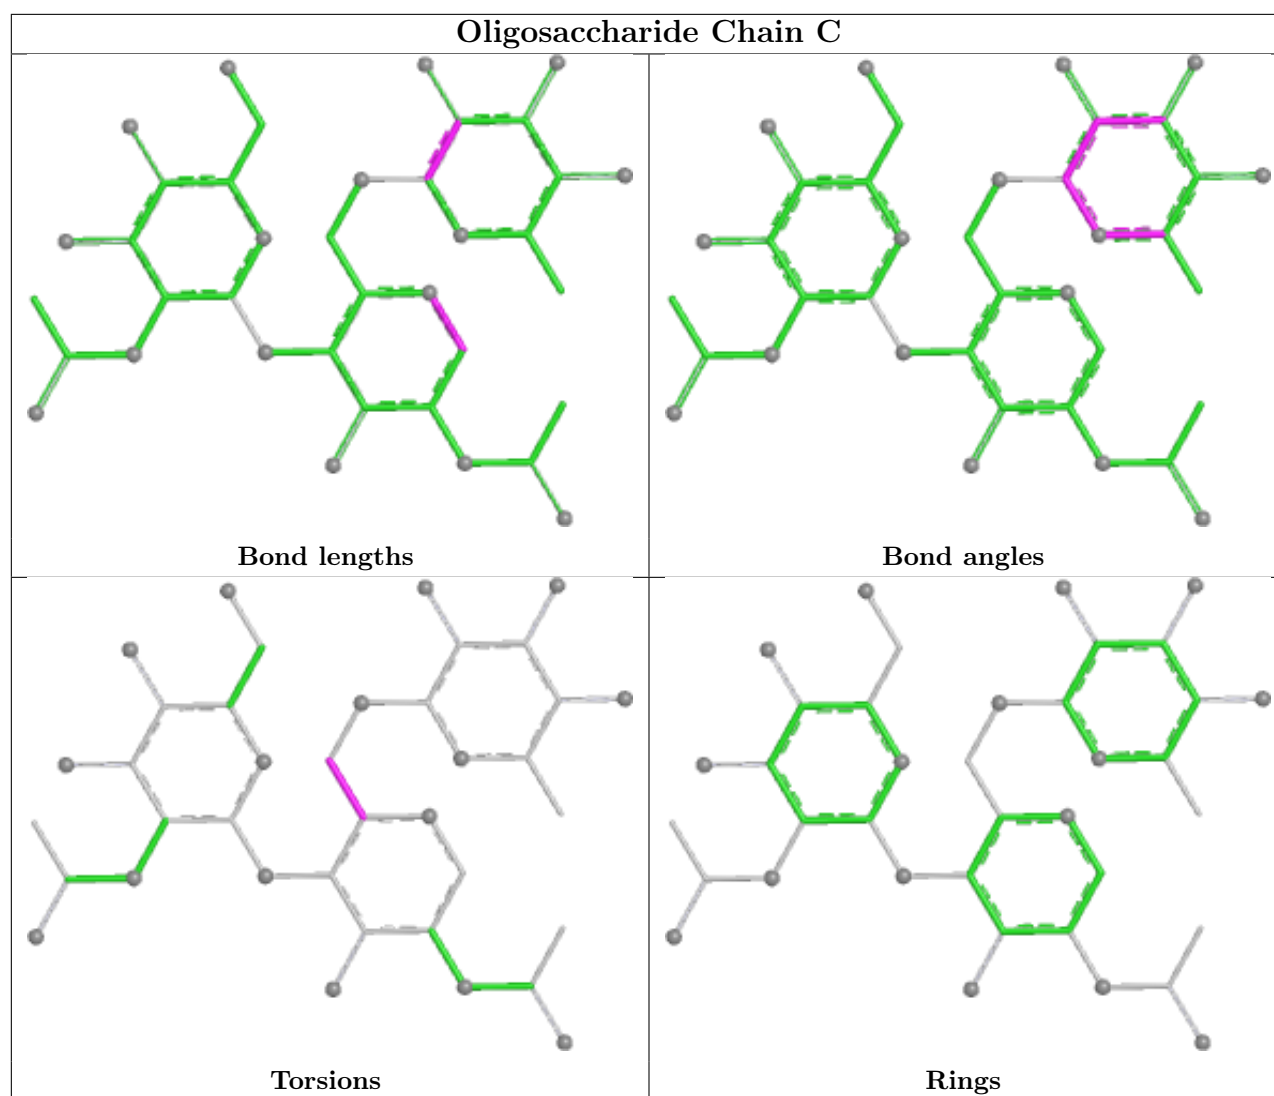 Oligosaccharide Chain C
Bond lengths
Bond angles
Torsions
Rings